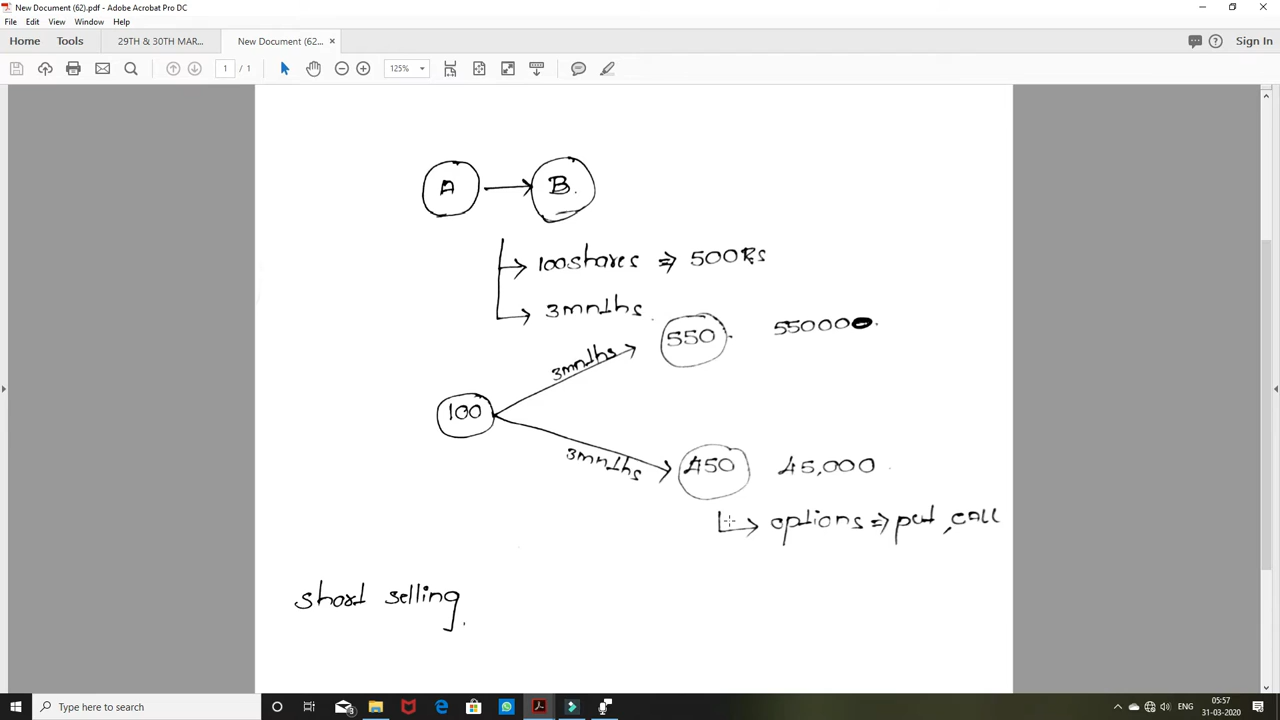 New Document (62).pdf - Adobe Acrobat Pro DC
File Edit View Window Help
Home Tools 29TH & 30TH MAR... New Document (62... × Sign In
1 / 1 125%
A → B.
→ 100shares ⇒ 500Rs
→ 3mnths.
3mnths 550. 55000
100
3mnths 450 45,000
→ options ⇒ put, call
short selling.
Type here to search
05:57
31-03-2020